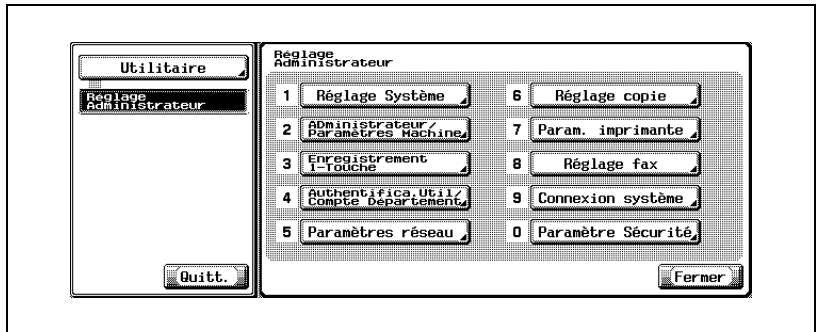 Utilitaire
Réglage
Administrateur
Quitt.
Réglage
Administrateur
1 Réglage Système
2 ADministrateur/
Paramètres Machine
3 Enregistrement
1-Touche
4 Authentifica.Util/
Compte Département
5 Paramètres réseau
6 Réglage copie
7 Param. imprimante
8 Réglage fax
9 Connexion système
0 Paramètre Sécurité
Fermer